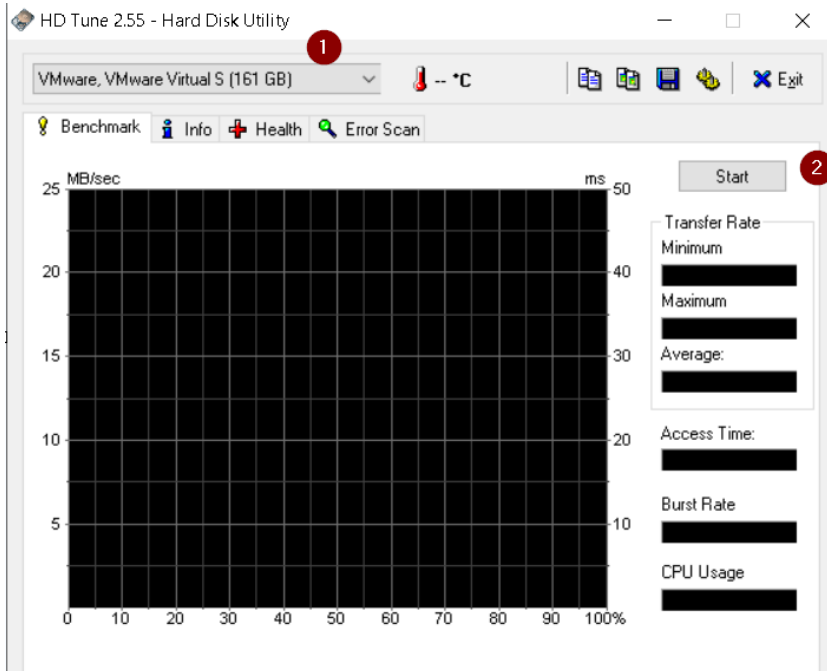 HD Tune 2.55 - Hard Disk Utility
1
VMware, VMware Virtual S (161 GB)
-- °C
Exit
Benchmark
Info
Health
Error Scan
MB/sec
ms
Start
2
25
50
Transfer Rate
Minimum
20
40
Maximum
15
30
Average:
10
20
Access Time:
Burst Rate
5
10
CPU Usage
0 10 20 30 40 50 60 70 80 90 100%